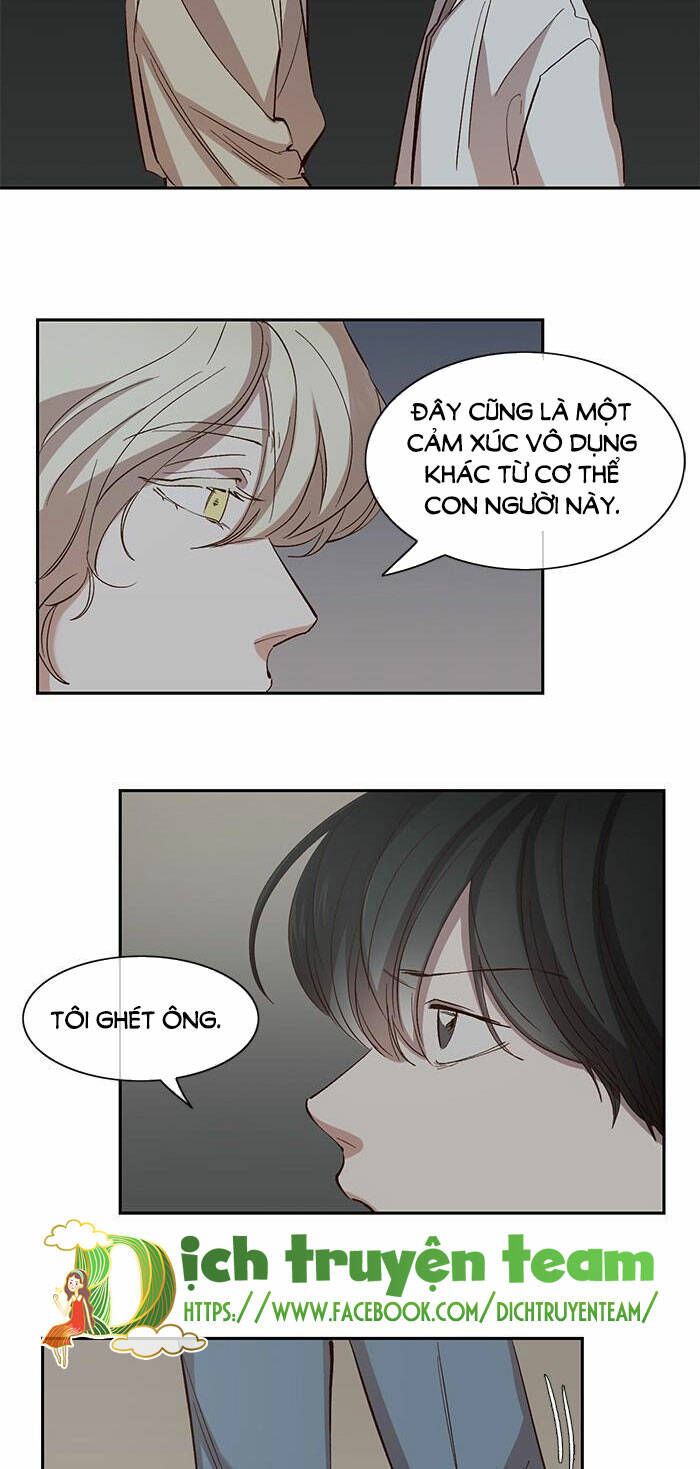 ĐÂY CŨNG LÀ MỘT
CẢM XÚC VÔ DỤNG
KHÁC TỪ CƠ THỂ
CON NGƯỜI NÀY.
TÔI GHÉT ÔNG.
Dịch truyện team
HTTPS://WWW.FACEBOOK.COM/DICHTRUYENTEAM/